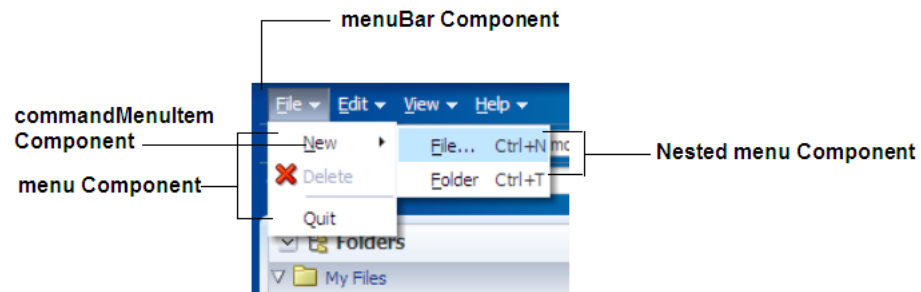 menuBar Component
File Edit View Help
commandMenuItem
Component
New File... Ctrl+N
menu Component
Delete Folder Ctrl+T
Nested menu Component
Quit
Folders
My Files